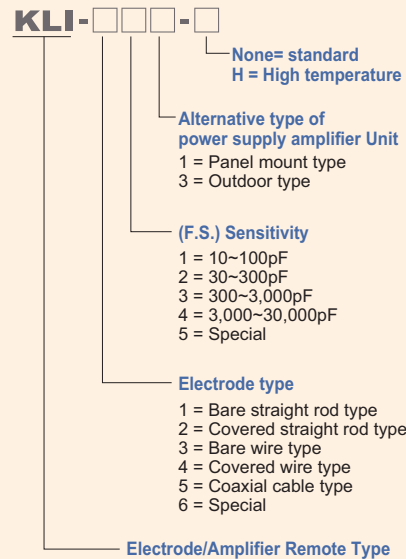 KLI-□□□-□
None= standard
H = High temperature
Alternative type of
power supply amplifier Unit
1 = Panel mount type
3 = Outdoor type
(F.S.) Sensitivity
1 = 10~100pF
2 = 30~300pF
3 = 300~3,000pF
4 = 3,000~30,000pF
5 = Special
Electrode type
1 = Bare straight rod type
2 = Covered straight rod type
3 = Bare wire type
4 = Covered wire type
5 = Coaxial cable type
6 = Special
Electrode/Amplifier Remote Type